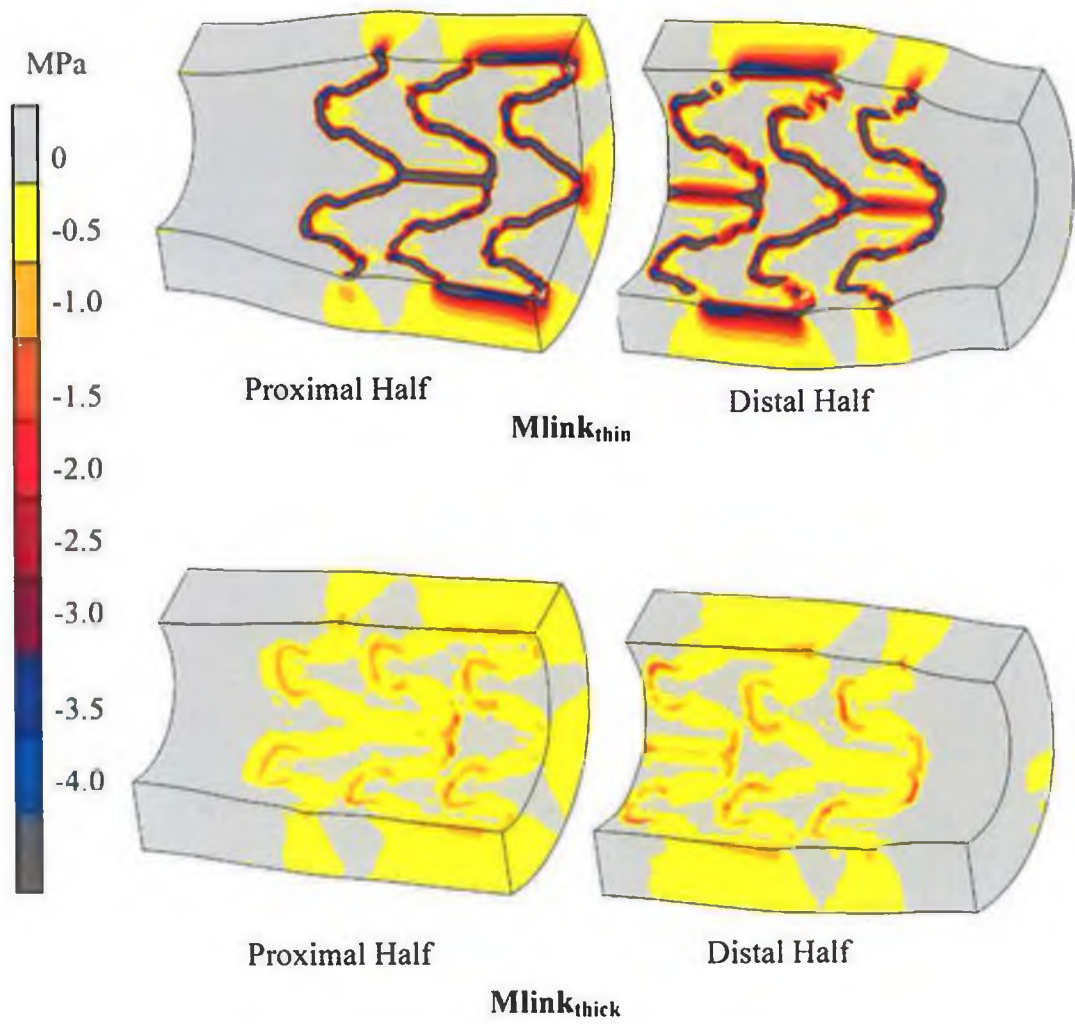 MPa
0
-0.5
-1.0
-1.5
-2.0
-2.5
-3.0
-3.5
-4.0
Proximal Half
Distal Half
Mlinkthin
Proximal Half
Distal Half
Mlinkthick